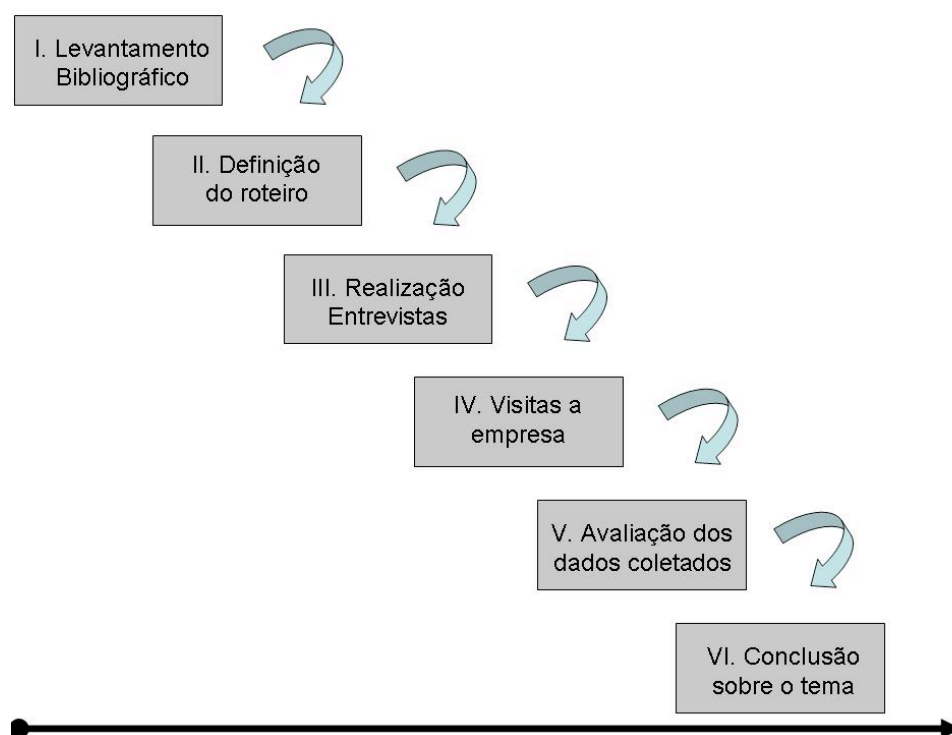 I. Levantamento
Bibliográfico
II. Definição
do roteiro
III. Realização
Entrevistas
IV. Visitas a
empresa
V. Avaliação dos
dados coletados
VI. Conclusão
sobre o tema